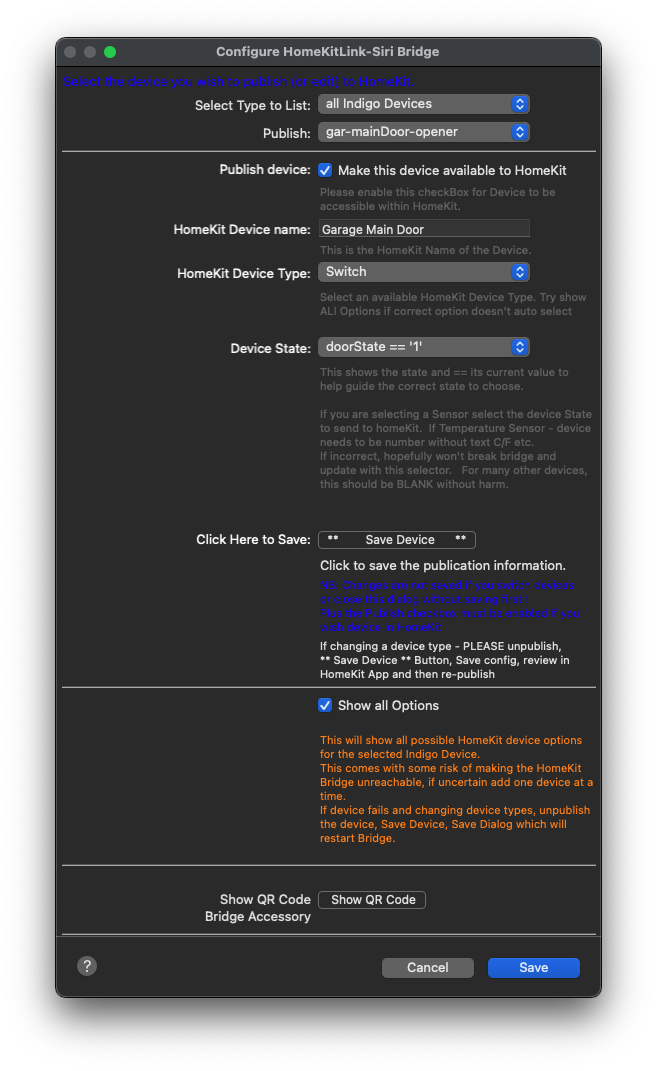 Configure HomeKitLink-Siri Bridge
Select the device you wish to publish (or edit) to HomeKit.
Select Type to List: all Indigo Devices
Publish: gar-mainDoor-opener
Publish device: Make this device available to HomeKit
Please enable this checkBox for Device to be
accessible within HomeKit.
HomeKit Device name: Garage Main Door
This is the HomeKit Name of the Device.
HomeKit Device Type: Switch
Select an available HomeKit Device Type. Try show
ALl Options if correct option doesn't auto select
Device State: doorState == '1'
This shows the state and == its current value to
help guide the correct state to choose.
If you are selecting a Sensor select the device State
to send to homeKit.  If Temperature Sensor - device
needs to be number without text C/F etc.
If incorrect, hopefully won't break bridge and
update with this selector.   For many other devices,
this should be BLANK without harm.
Click Here to Save: ** Save Device **
Click to save the publication information.
NB: Changes are not saved if you switch devices
or close this dialog without saving first!
Plus the Publish checkbox must be enabled if you
wish device in HomeKit.
If changing a device type - PLEASE unpublish,
** Save Device ** Button, Save config, review in
HomeKit App and then re-publish
Show all Options
This will show all possible HomeKit device options
for the selected Indigo Device.
This comes with some risk of making the HomeKit
Bridge unreachable, if uncertain add one device at a
time.
If device fails and changing device types, unpublish
the device, Save Device, Save Dialog which will
restart Bridge.
Show QR Code Show QR Code
Bridge Accessory
? Cancel Save